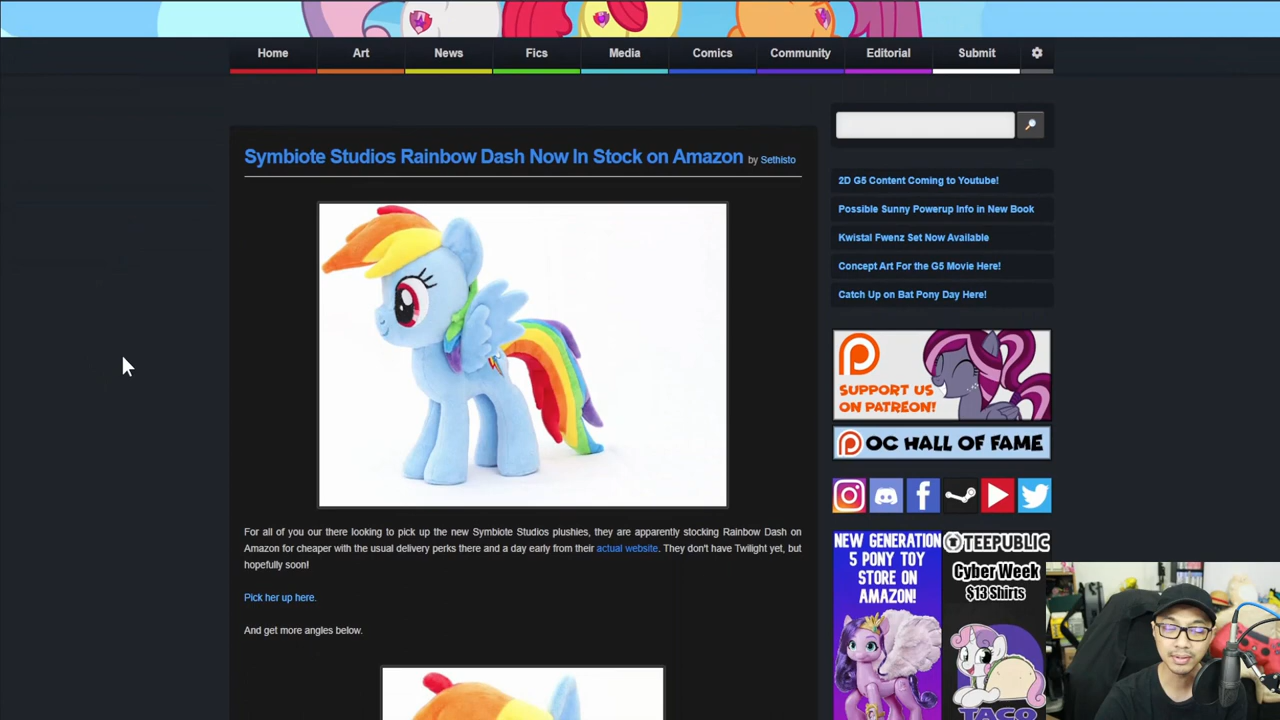 Home Art News Fics Media Comics Community Editorial Submit
Symbiote Studios Rainbow Dash Now In Stock on Amazon by Sethisto
For all of you our there looking to pick up the new Symbiote Studios plushies, they are apparently stocking Rainbow Dash on
Amazon for cheaper with the usual delivery perks there and a day early from their actual website. They don't have Twilight yet, but
hopefully soon!
Pick her up here.
And get more angles below.
2D G5 Content Coming to Youtube!
Possible Sunny Powerup Info in New Book
Kwistal Fwenz Set Now Available
Concept Art For the G5 Movie Here!
Catch Up on Bat Pony Day Here!
SUPPORT US
ON PATREON!
OC HALL OF FAME
NEW GENERATION
5 PONY TOY
STORE ON
AMAZON!
TEEPUBLIC
Cyber Week
$13 Shirts
TACO